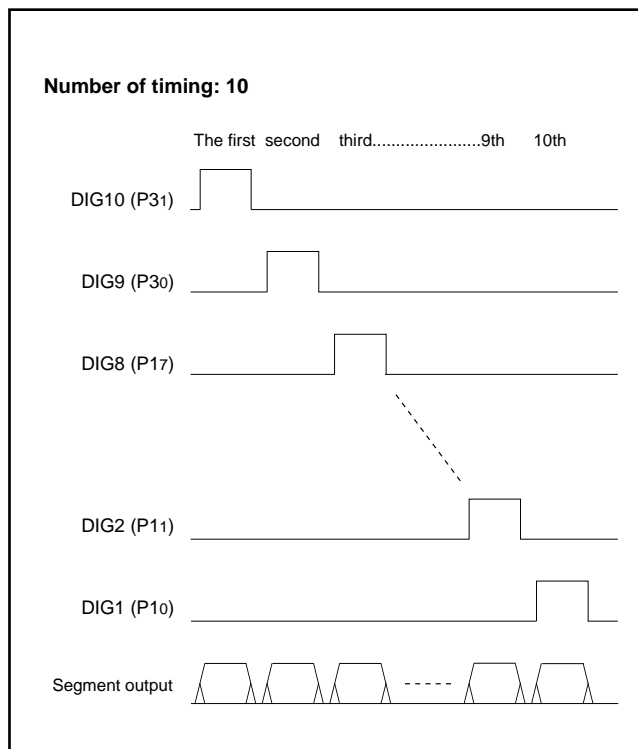 Number of timing: 10
The first second third.......................9th 10th
DIG10 (P31)
DIG9 (P30)
DIG8 (P17)
DIG2 (P11)
DIG1 (P10)
Segment output